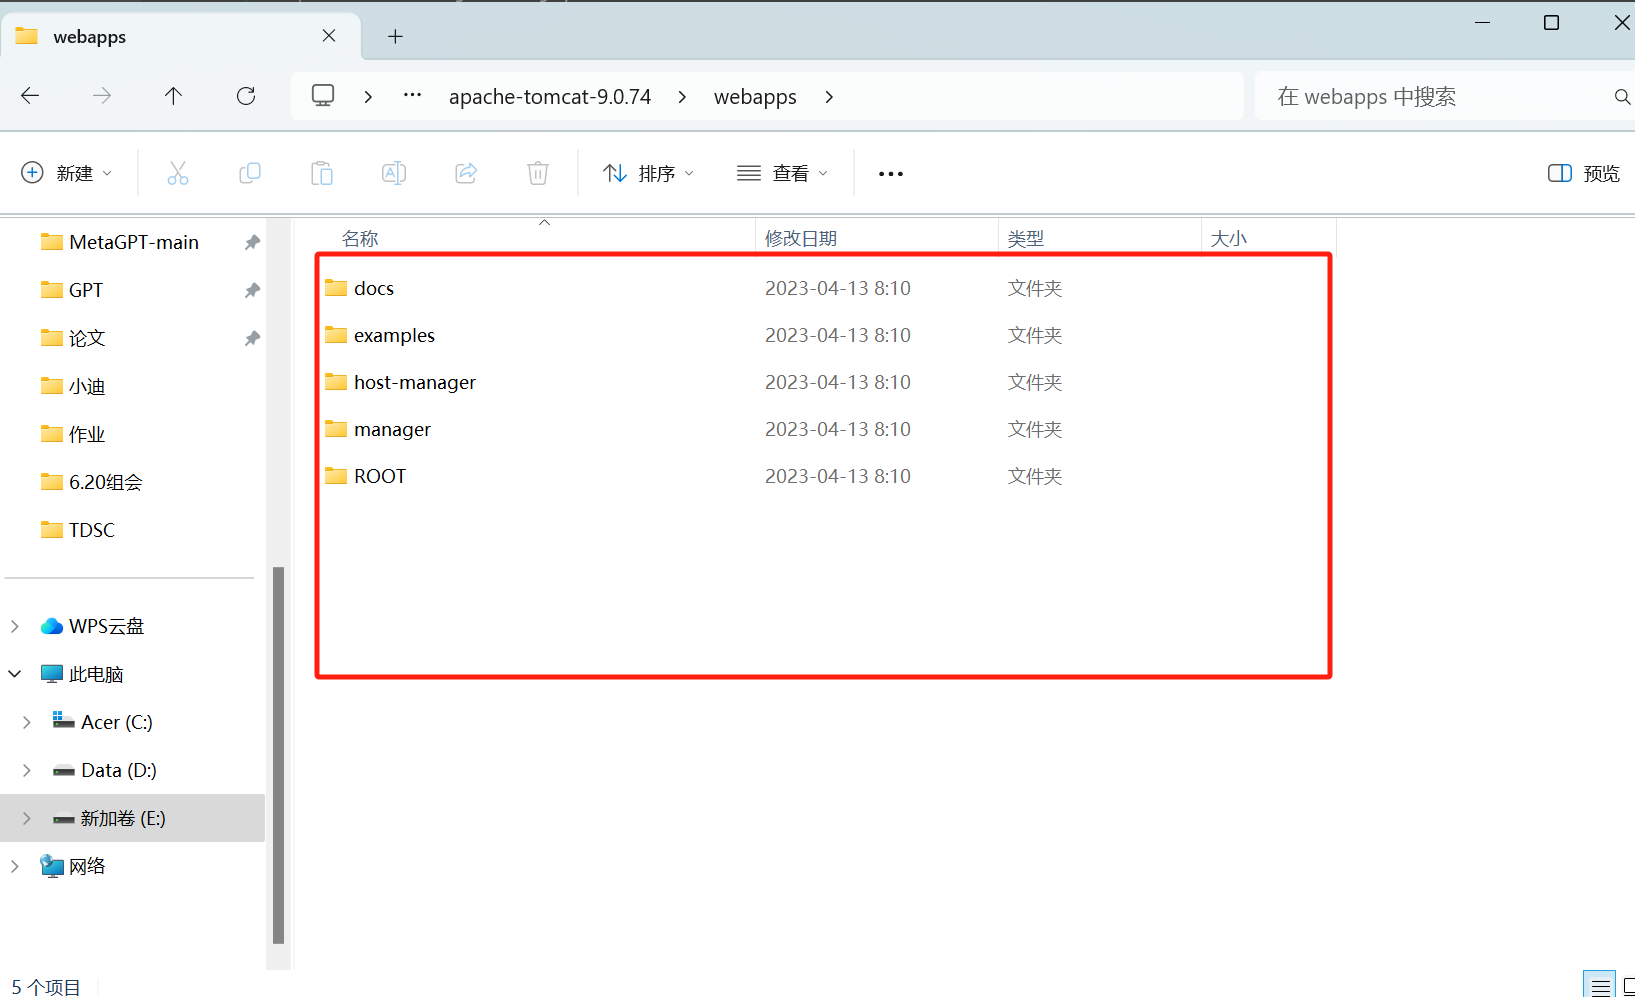 webapps
apache-tomcat-9.0.74 > webapps >
在 webapps 中搜索
新建
排序
查看
预览
MetaGPT-main
GPT
论文
小迪
作业
6.20组会
TDSC
WPS云盘
此电脑
Acer (C:)
Data (D:)
新加卷 (E:)
网络
名称 修改日期 类型 大小
docs 2023-04-13 8:10 文件夹
examples 2023-04-13 8:10 文件夹
host-manager 2023-04-13 8:10 文件夹
manager 2023-04-13 8:10 文件夹
ROOT 2023-04-13 8:10 文件夹
5 个项目